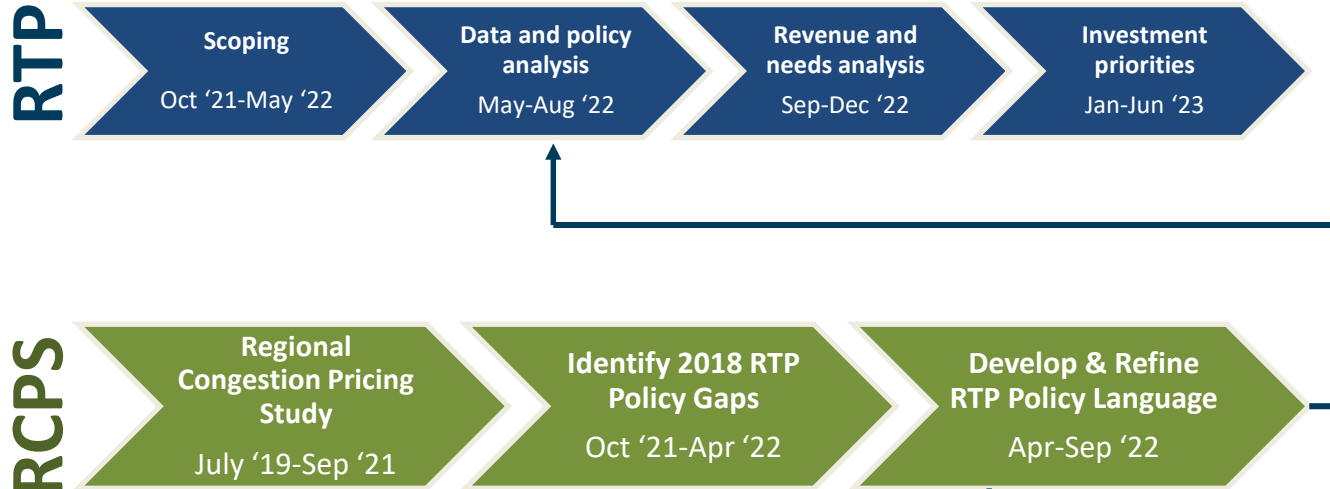 RTP
Scoping
Oct ‘21-May ‘22
Data and policy
analysis
May-Aug ‘22
Revenue and
needs analysis
Sep-Dec ‘22
Investment
priorities
Jan-Jun ‘23
RCPS
Regional
Congestion Pricing
Study
July ‘19-Sep ‘21
Identify 2018 RTP
Policy Gaps
Oct ‘21-Apr ‘22
Develop & Refine
RTP Policy Language
Apr-Sep ‘22